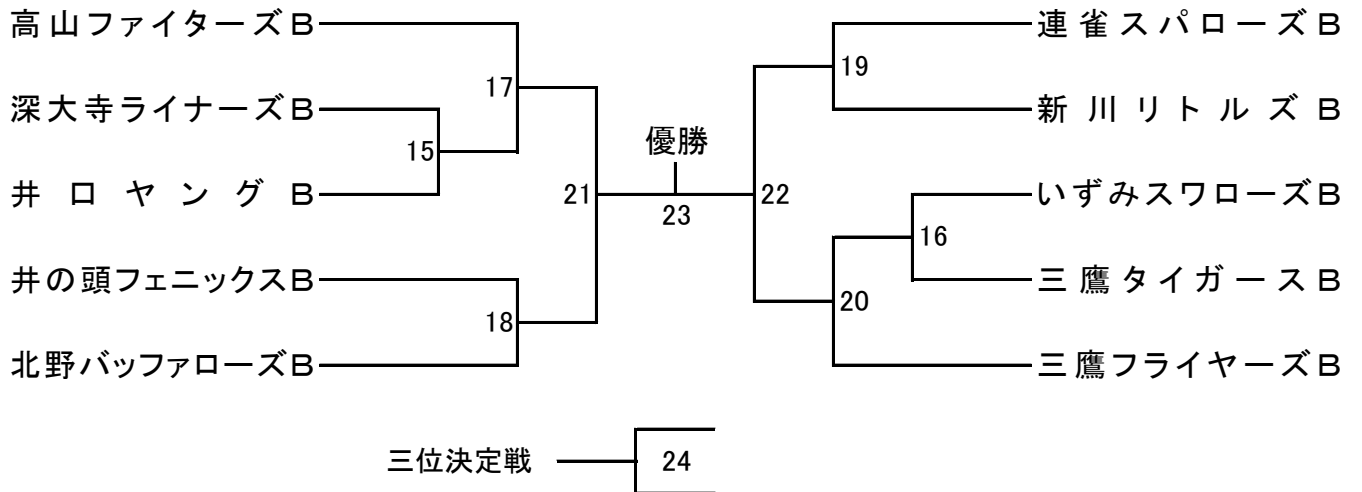 高山ファイターズB
深大寺ライナーズB
井口ヤングB
井の頭フェニックスB
北野バッファローズB
17
15
18
21
優勝
23
22
19
16
20
連雀スパローズB
新川リトルズB
いずみスワローズB
三鷹タイガースB
三鷹フライヤーズB
三位決定戦
24